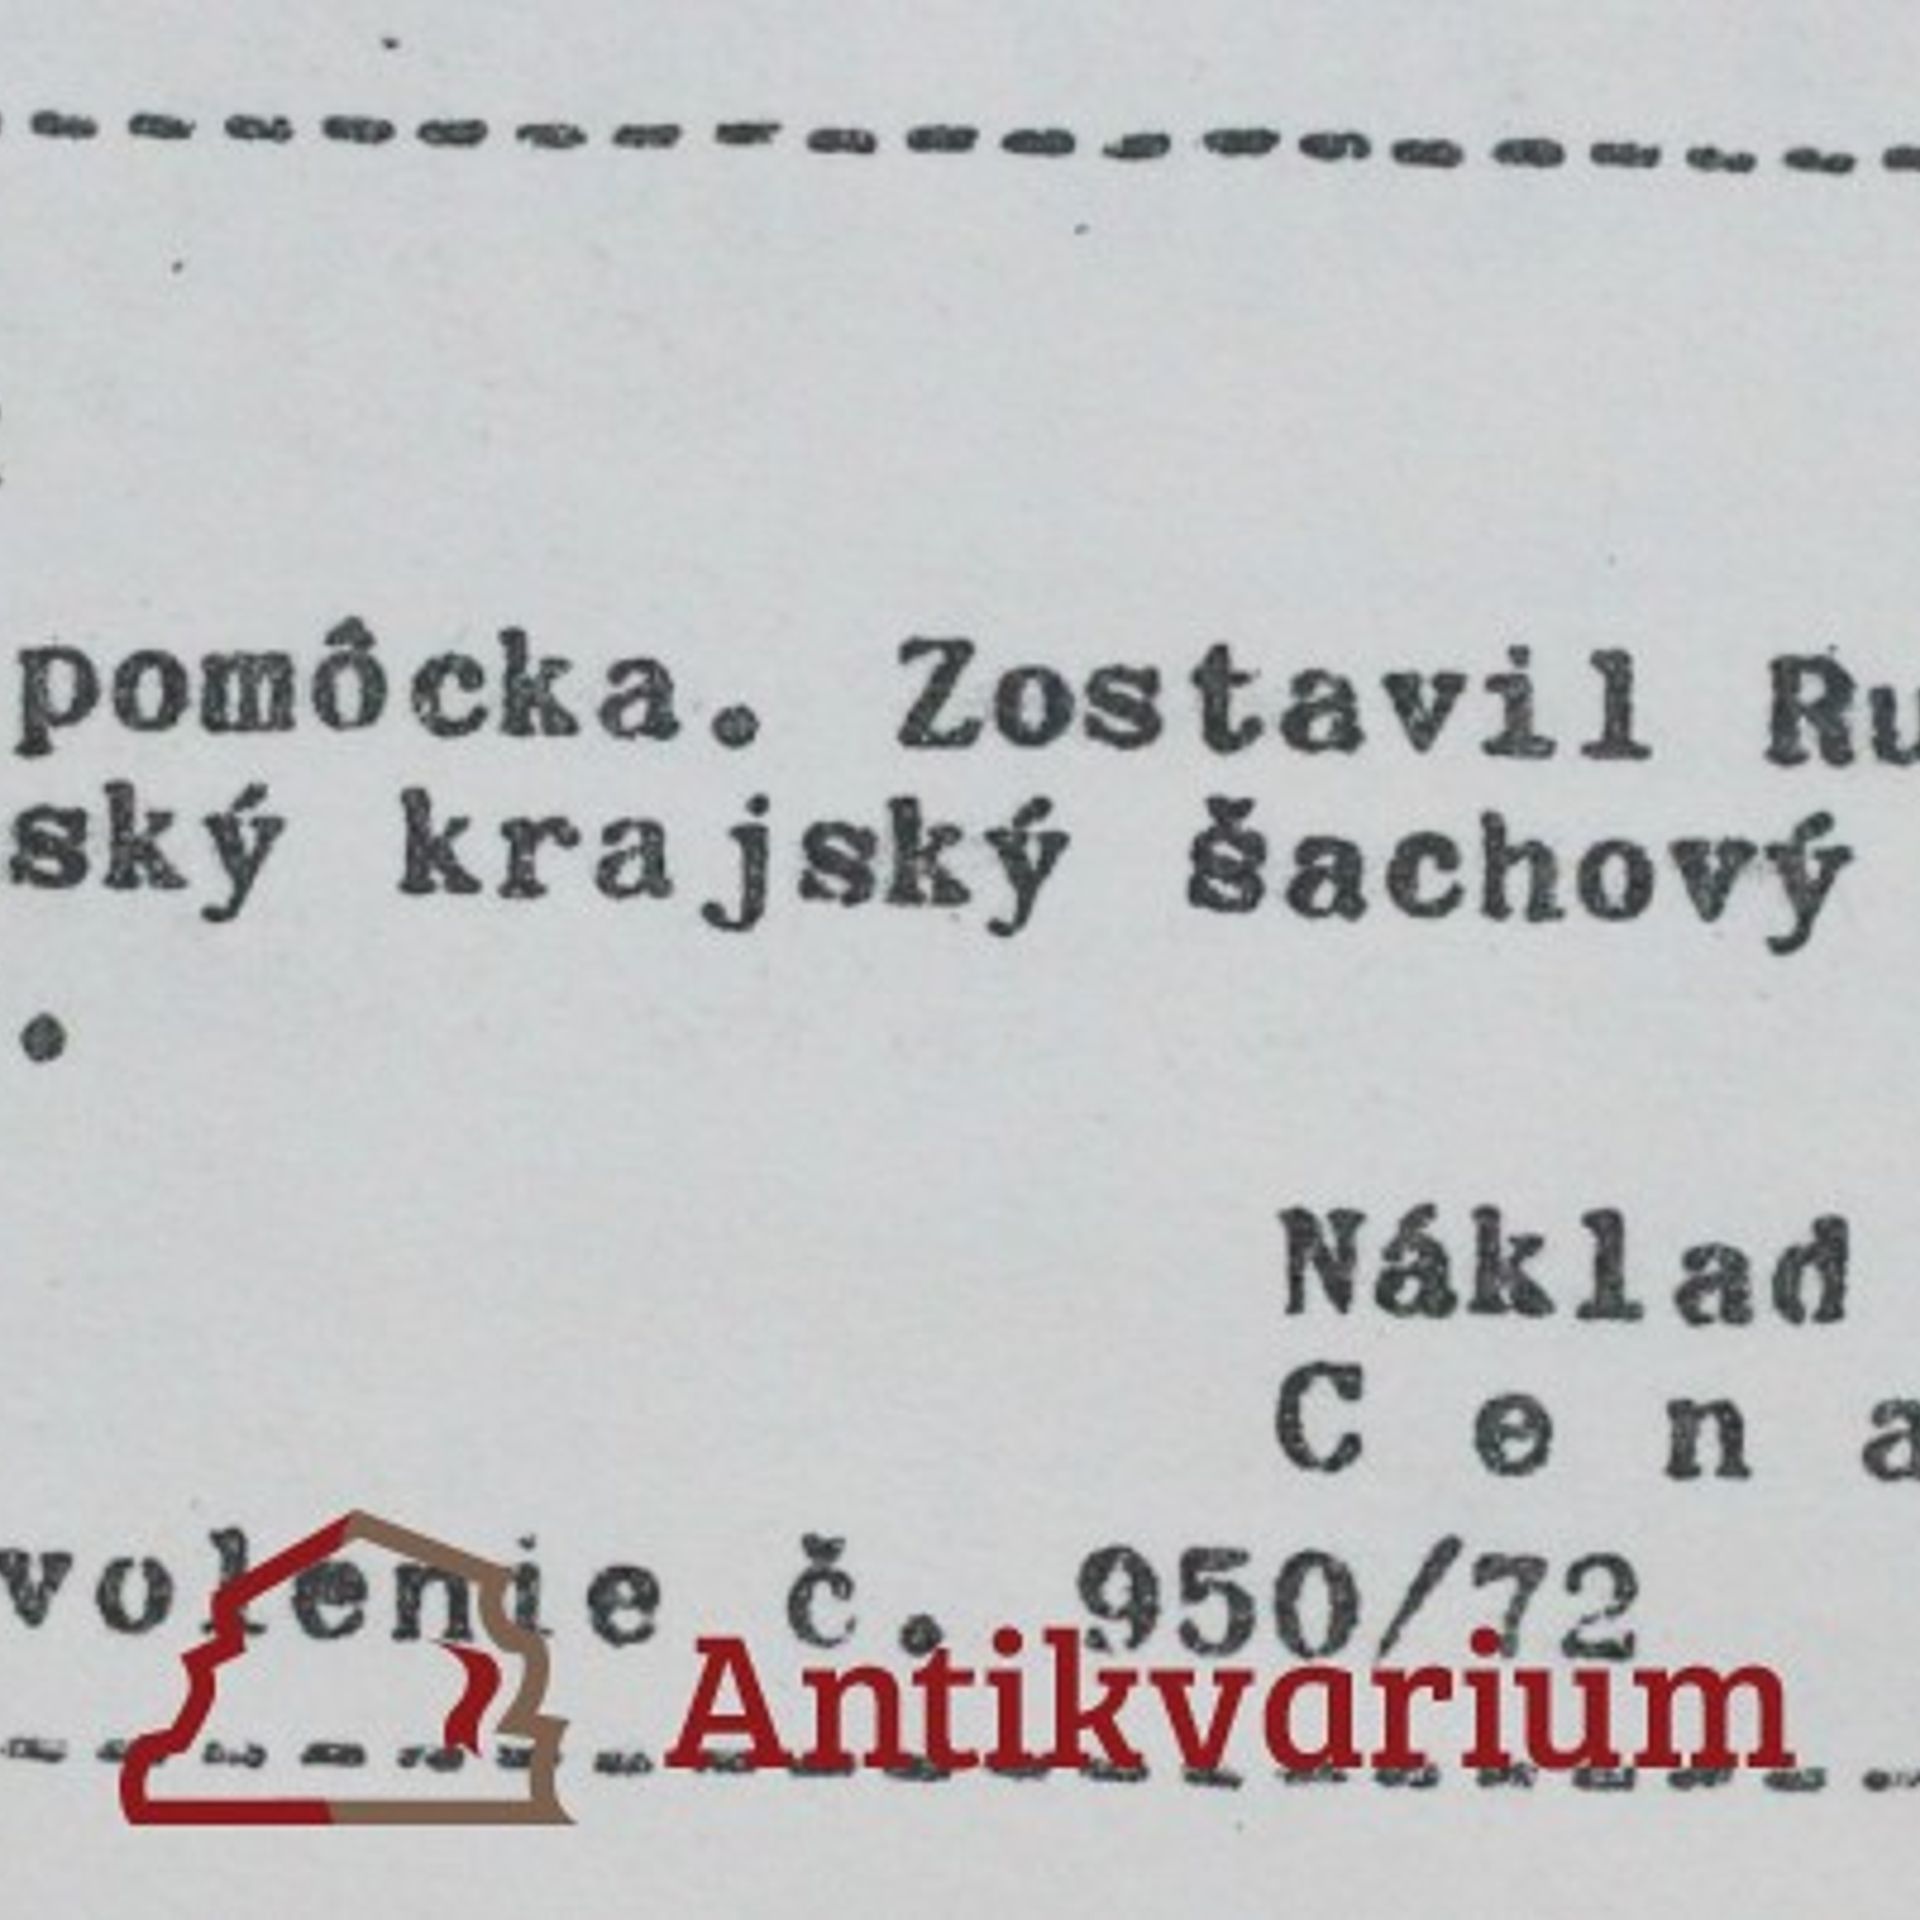 pomôcka. Zostavil Ru
ský krajský šachový
.
Náklad
C e n a
volenie č. 950/72
Antikvarium